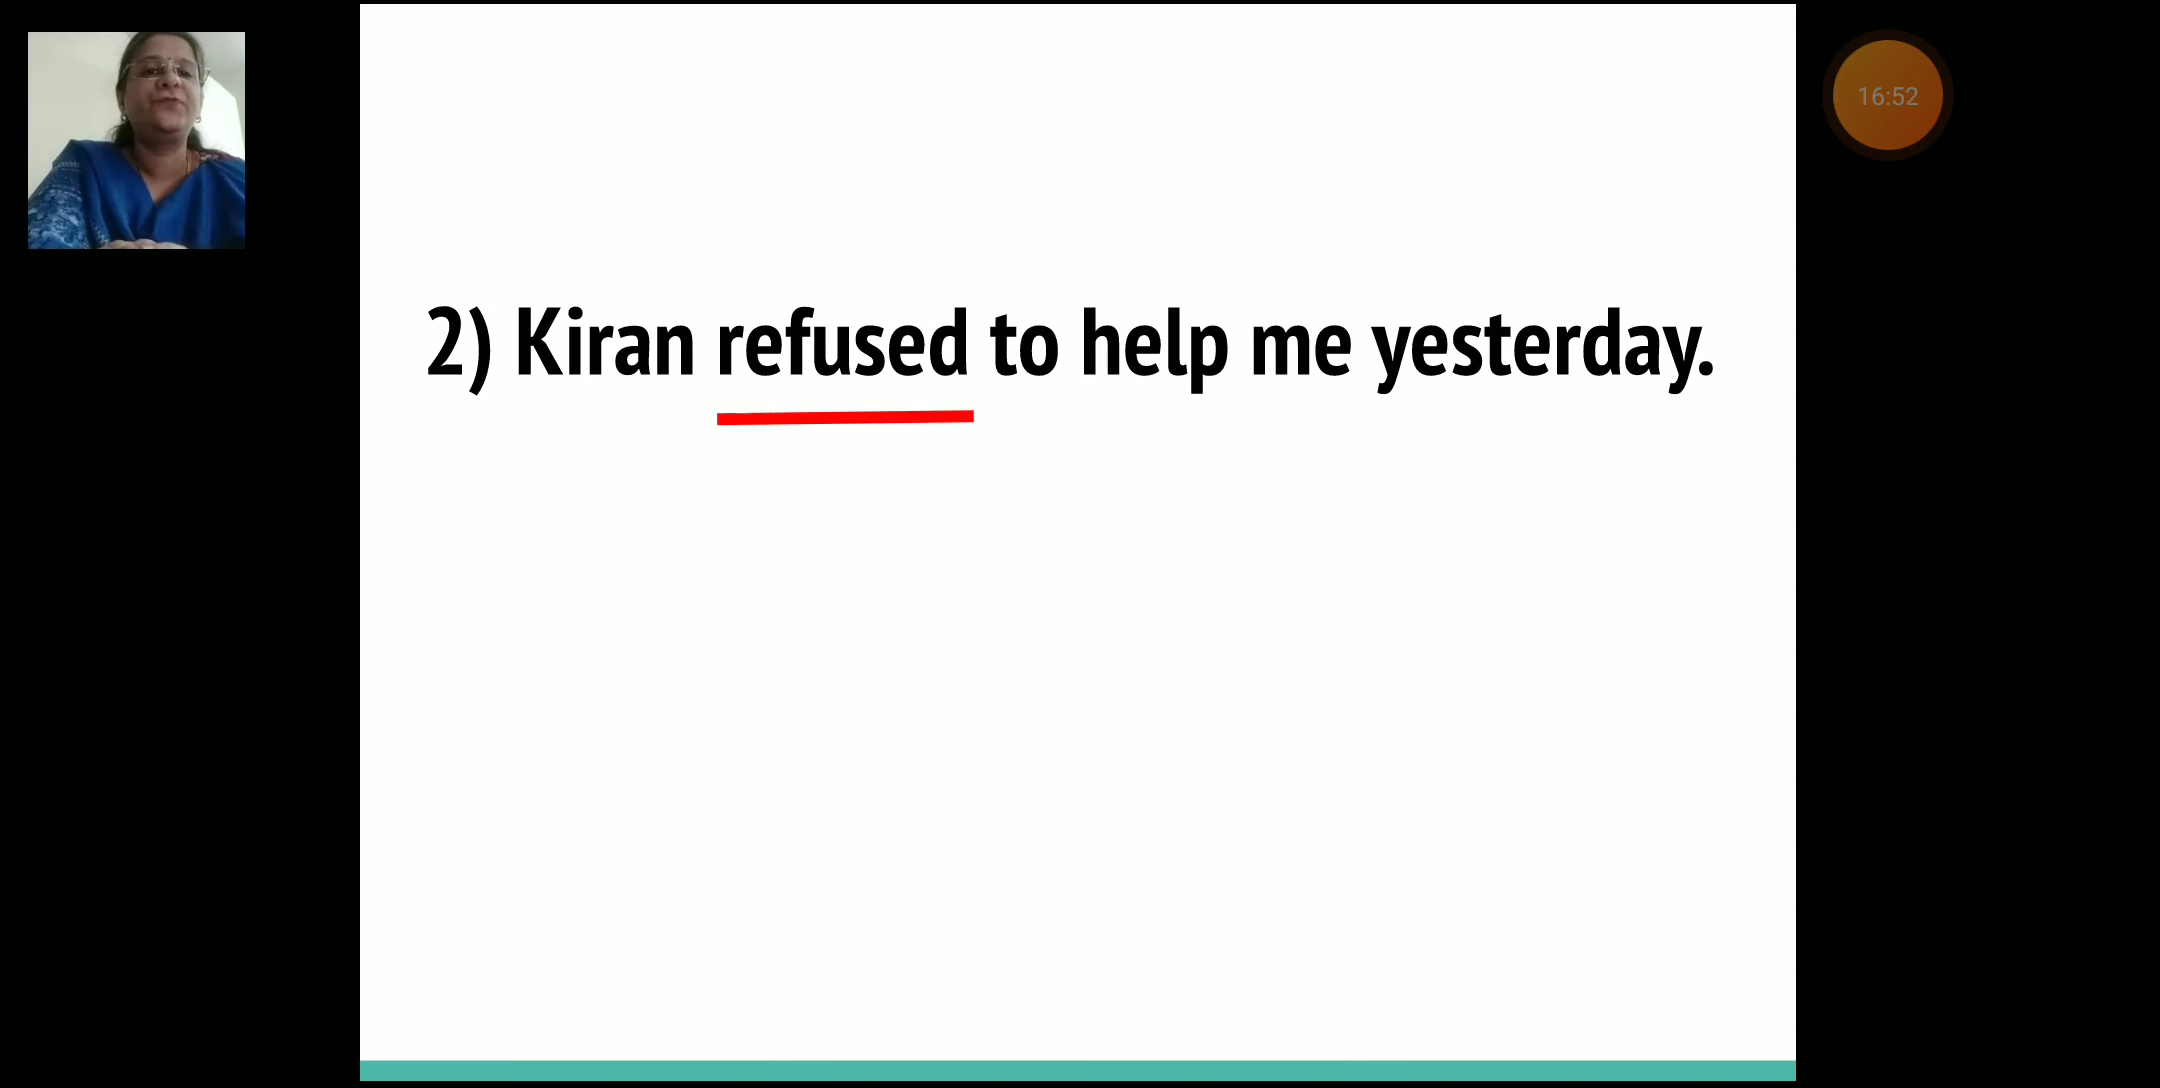 16:52
2) Kiran refused to help me yesterday.